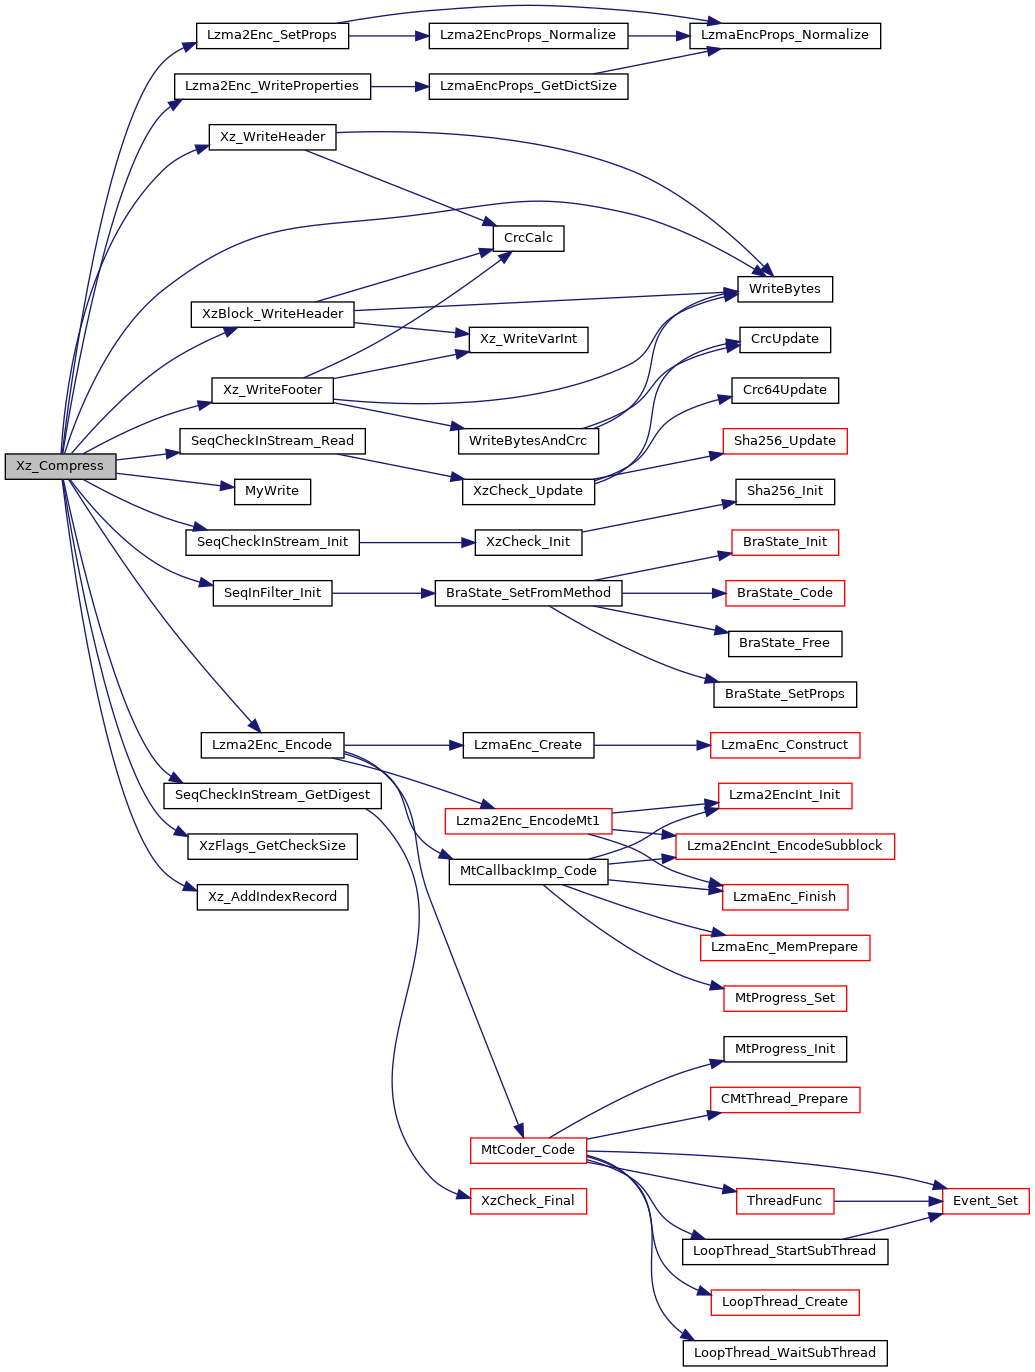 Lzma2Enc_SetProps
Lzma2EncProps_Normalize
LzmaEncProps_Normalize
Lzma2Enc_WriteProperties
LzmaEncProps_GetDictSize
Xz_WriteHeader
CrcCalc
WriteBytes
XzBlock_WriteHeader
Xz_WriteVarInt
CrcUpdate
Xz_WriteFooter
Crc64Update
SeqCheckInStream_Read
WriteBytesAndCrc
Sha256_Update
Xz_Compress
MyWrite
XzCheck_Update
Sha256_Init
SeqCheckInStream_Init
XzCheck_Init
BraState_Init
SeqInFilter_Init
BraState_SetFromMethod
BraState_Code
BraState_Free
BraState_SetProps
Lzma2Enc_Encode
LzmaEnc_Create
LzmaEnc_Construct
SeqCheckInStream_GetDigest
Lzma2EncInt_Init
Lzma2Enc_EncodeMt1
XzFlags_GetCheckSize
Lzma2EncInt_EncodeSubblock
MtCallbackImp_Code
Xz_AddIndexRecord
LzmaEnc_Finish
LzmaEnc_MemPrepare
MtProgress_Set
MtProgress_Init
CMtThread_Prepare
MtCoder_Code
XzCheck_Final
ThreadFunc
Event_Set
LoopThread_StartSubThread
LoopThread_Create
LoopThread_WaitSubThread